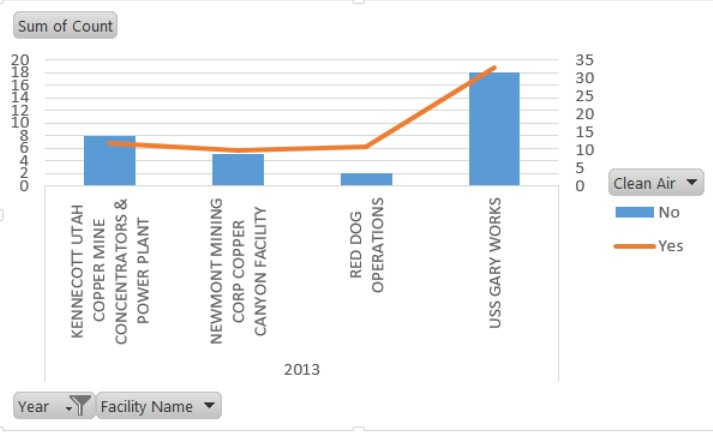 Sum of Count
20
18
16
14
12
10
8
6
4
2
0
35
30
25
20
15
10
5
0
Clean Air
No
Yes
KENNECOTT UTAH
COPPER MINE
CONCENTRATORS &
POWER PLANT
NEWMONT MINING
CORP COPPER
CANYON FACILITY
RED DOG
OPERATIONS
USS GARY WORKS
2013
Year
Facility Name